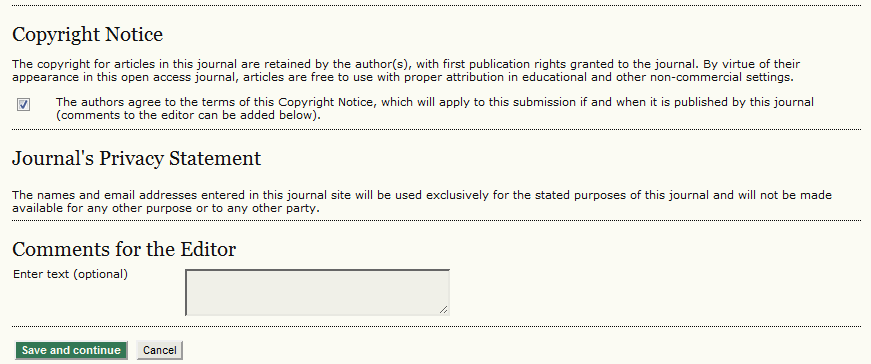 Copyright Notice
The copyright for articles in this journal are retained by the author(s), with first publication rights granted to the journal. By virtue of their
appearance in this open access journal, articles are free to use with proper attribution in educational and other non-commercial settings.
The authors agree to the terms of this Copyright Notice, which will apply to this submission if and when it is published by this journal
(comments to the editor can be added below).
Journal's Privacy Statement
The names and email addresses entered in this journal site will be used exclusively for the stated purposes of this journal and will not be made
available for any other purpose or to any other party.
Comments for the Editor
Enter text (optional)
Save and continue Cancel